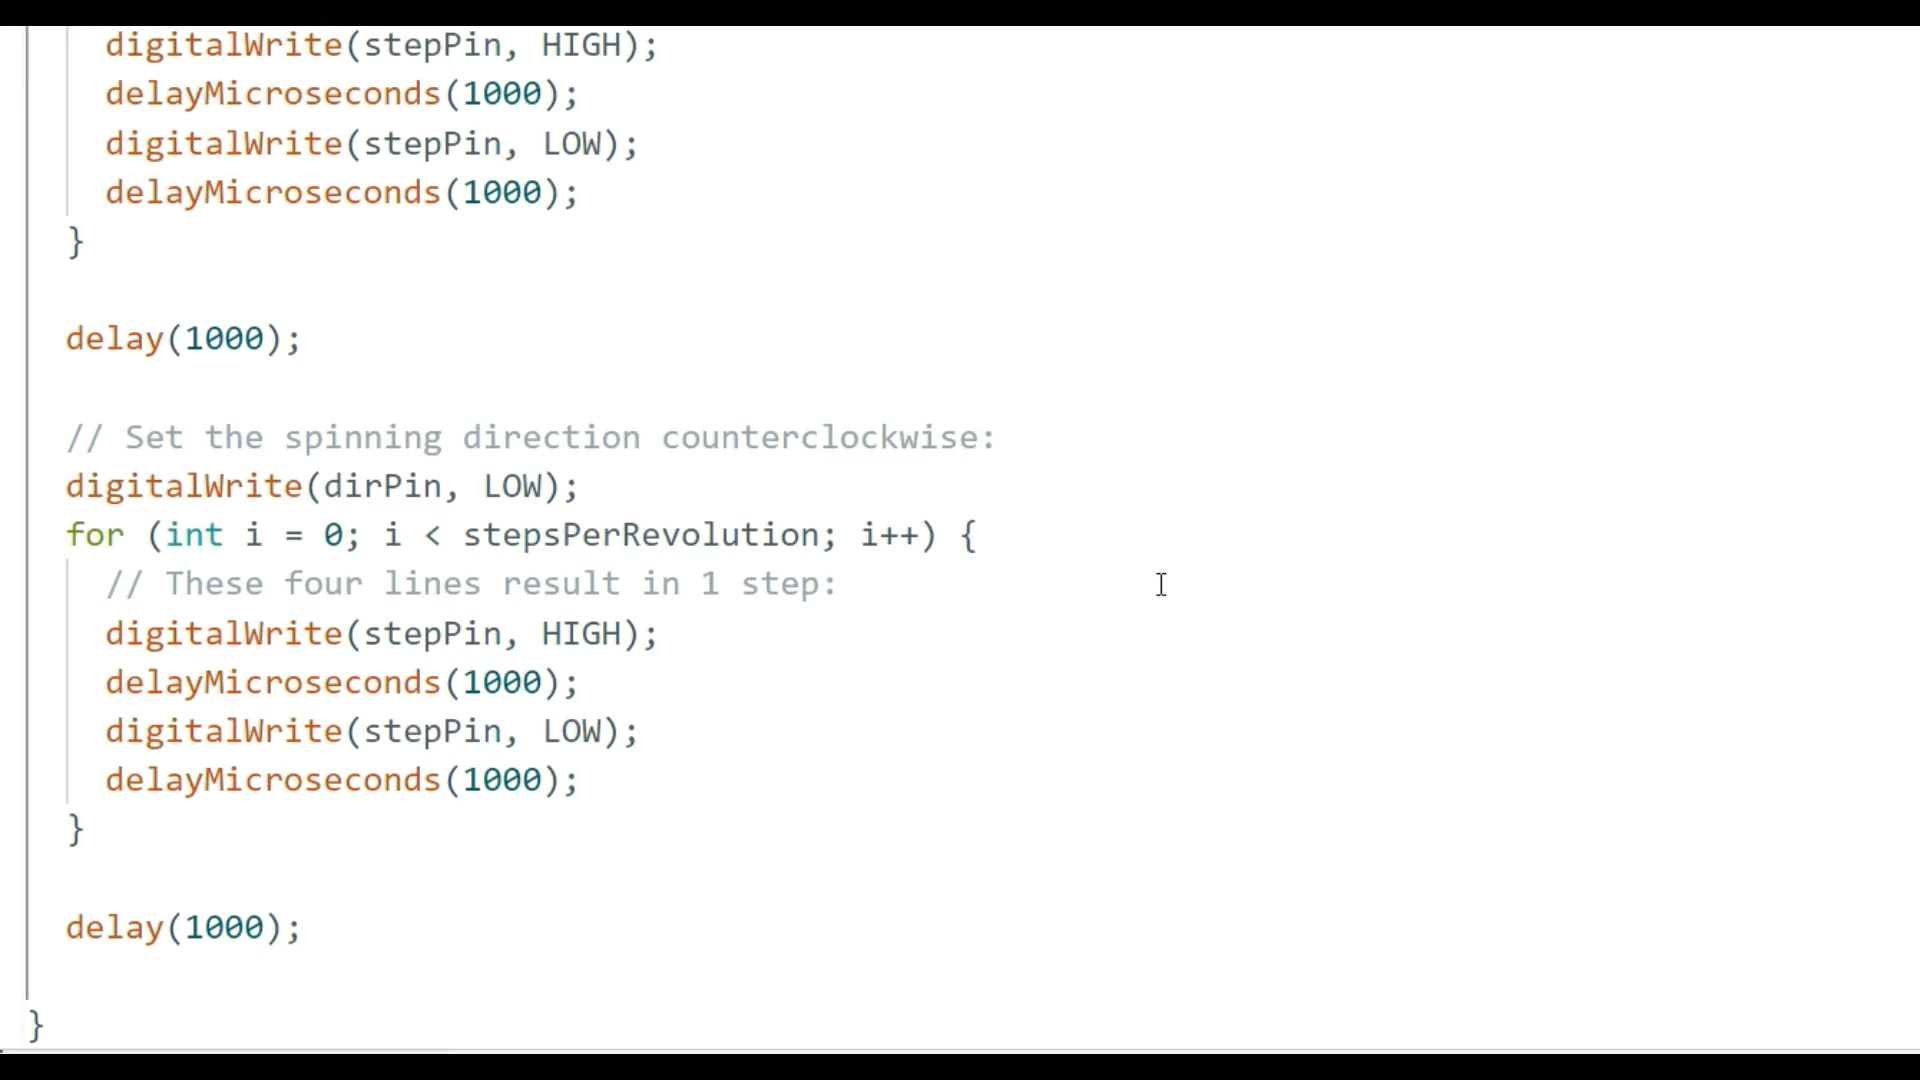 digitalWrite(stepPin, HIGH);
delayMicroseconds(1000);
digitalWrite(stepPin, LOW);
delayMicroseconds(1000);
}
delay(1000);
// Set the spinning direction counterclockwise:
digitalWrite(dirPin, LOW);
for (int i = 0; i < stepsPerRevolution; i++) {
// These four lines result in 1 step:
digitalWrite(stepPin, HIGH);
delayMicroseconds(1000);
digitalWrite(stepPin, LOW);
delayMicroseconds(1000);
}
delay(1000);
}